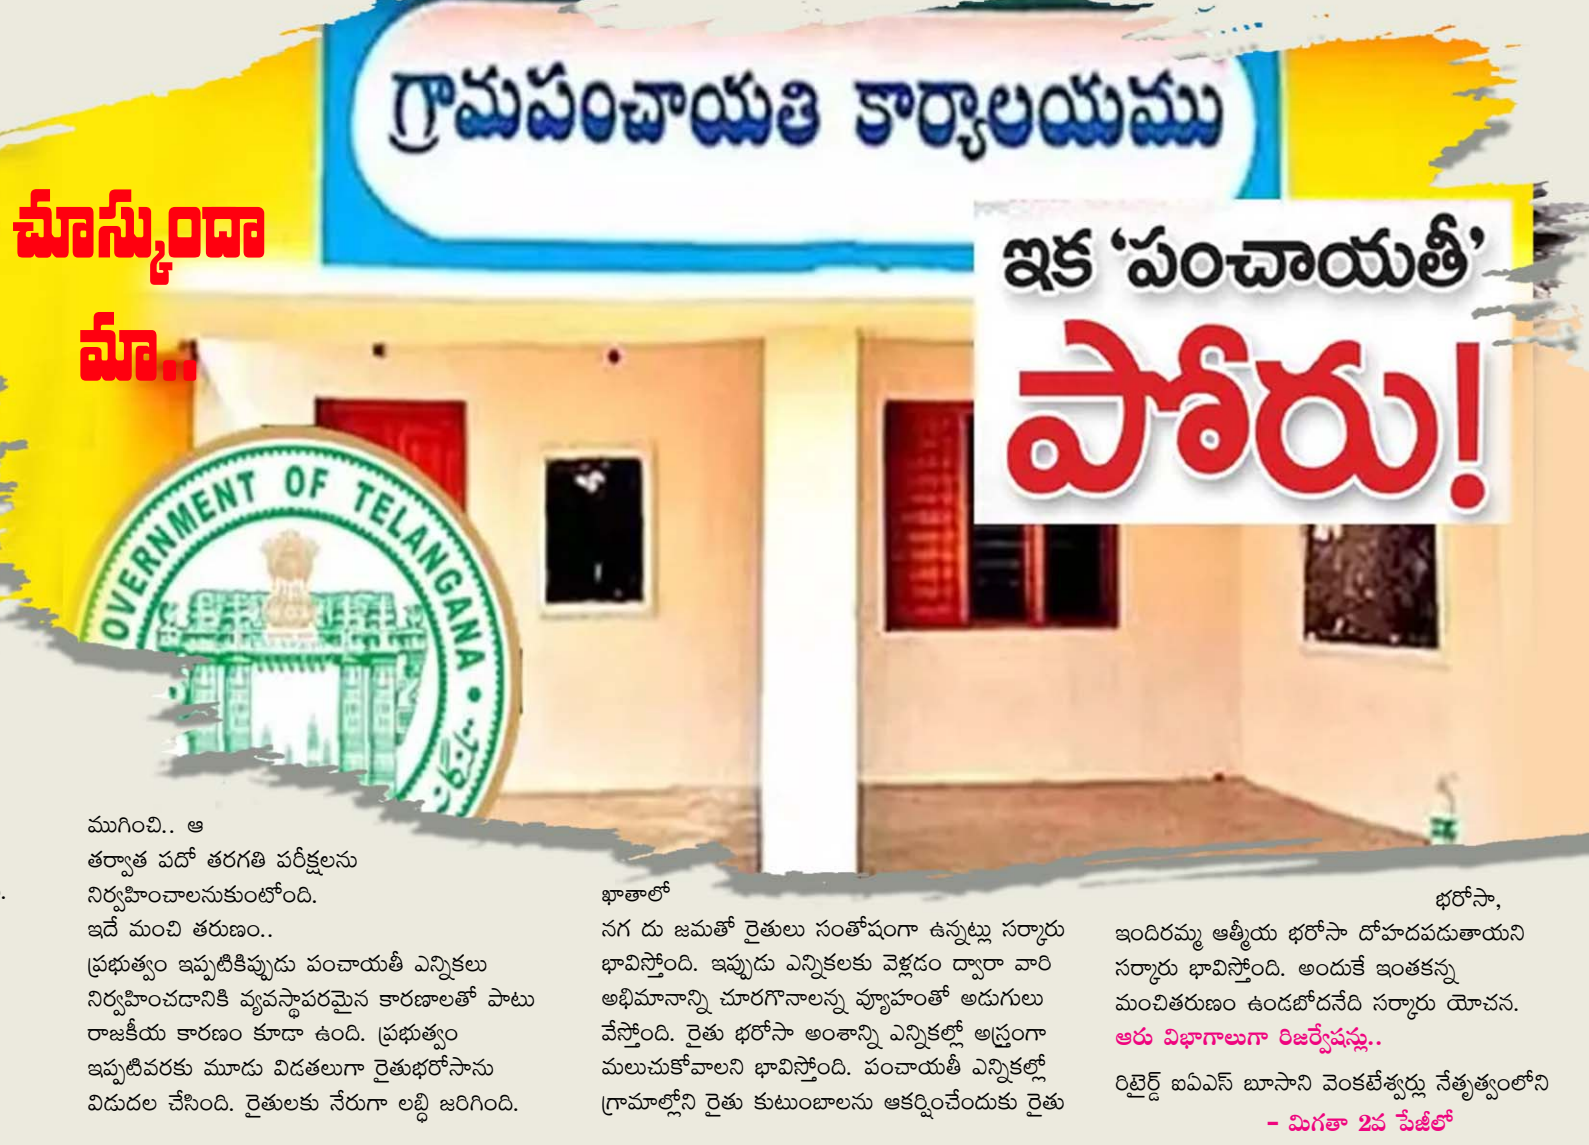 గ్రామపంచాయతి కార్యాలయము
చూస్కుందా
మా..
ఇక ‘పంచాయతీ’
పోరు!
OVERNMENT OF TELANGANA
ముగించి.. ఆ
తర్వాత పదో తరగతి పరీక్షలను
నిర్వహించాలనుకుంటోంది.
ఇదే మంచి తరుణం..
ప్రభుత్వం ఇప్పటికిప్పుడు పంచాయతీ ఎన్నికలు
నిర్వహించడానికి వ్యవస్థాపరమైన కారణాలతో పాటు
రాజకీయ కారణం కూడా ఉంది. ప్రభుత్వం
ఇప్పటివరకు మూడు విడతలుగా రైతుభరోసాను
విడుదల చేసింది. రైతులకు నేరుగా లబ్ధి జరిగింది.
ఖాతాలో
నగ దు జమతో రైతులు సంతోషంగా ఉన్నట్లు సర్కారు
భావిస్తోంది. ఇప్పుడు ఎన్నికలకు వెళ్లడం ద్వారా వారి
అభిమానాన్ని చూరగొనాలన్న వ్యూహంతో అడుగులు
వేస్తోంది. రైతు భరోసా అంశాన్ని ఎన్నికల్లో అస్త్రంగా
మలుచుకోవాలని భావిస్తోంది. పంచాయతీ ఎన్నికల్లో
గ్రామాల్లోని రైతు కుటుంబాలను ఆకర్షించేందుకు రైతు
భరోసా,
ఇందిరమ్మ ఆత్మీయ భరోసా దోహదపడుతాయని
సర్కారు భావిస్తోంది. అందుకే ఇంతకన్న
మంచితరుణం ఉండబోదనేది సర్కారు యోచన.
ఆరు విభాగాలుగా రిజర్వేషన్లు..
రిటైర్డ్ ఐఏఎస్ బూసాని వెంకటేశ్వర్లు నేతృత్వంలోని
- మిగతా 2వ పేజీలో